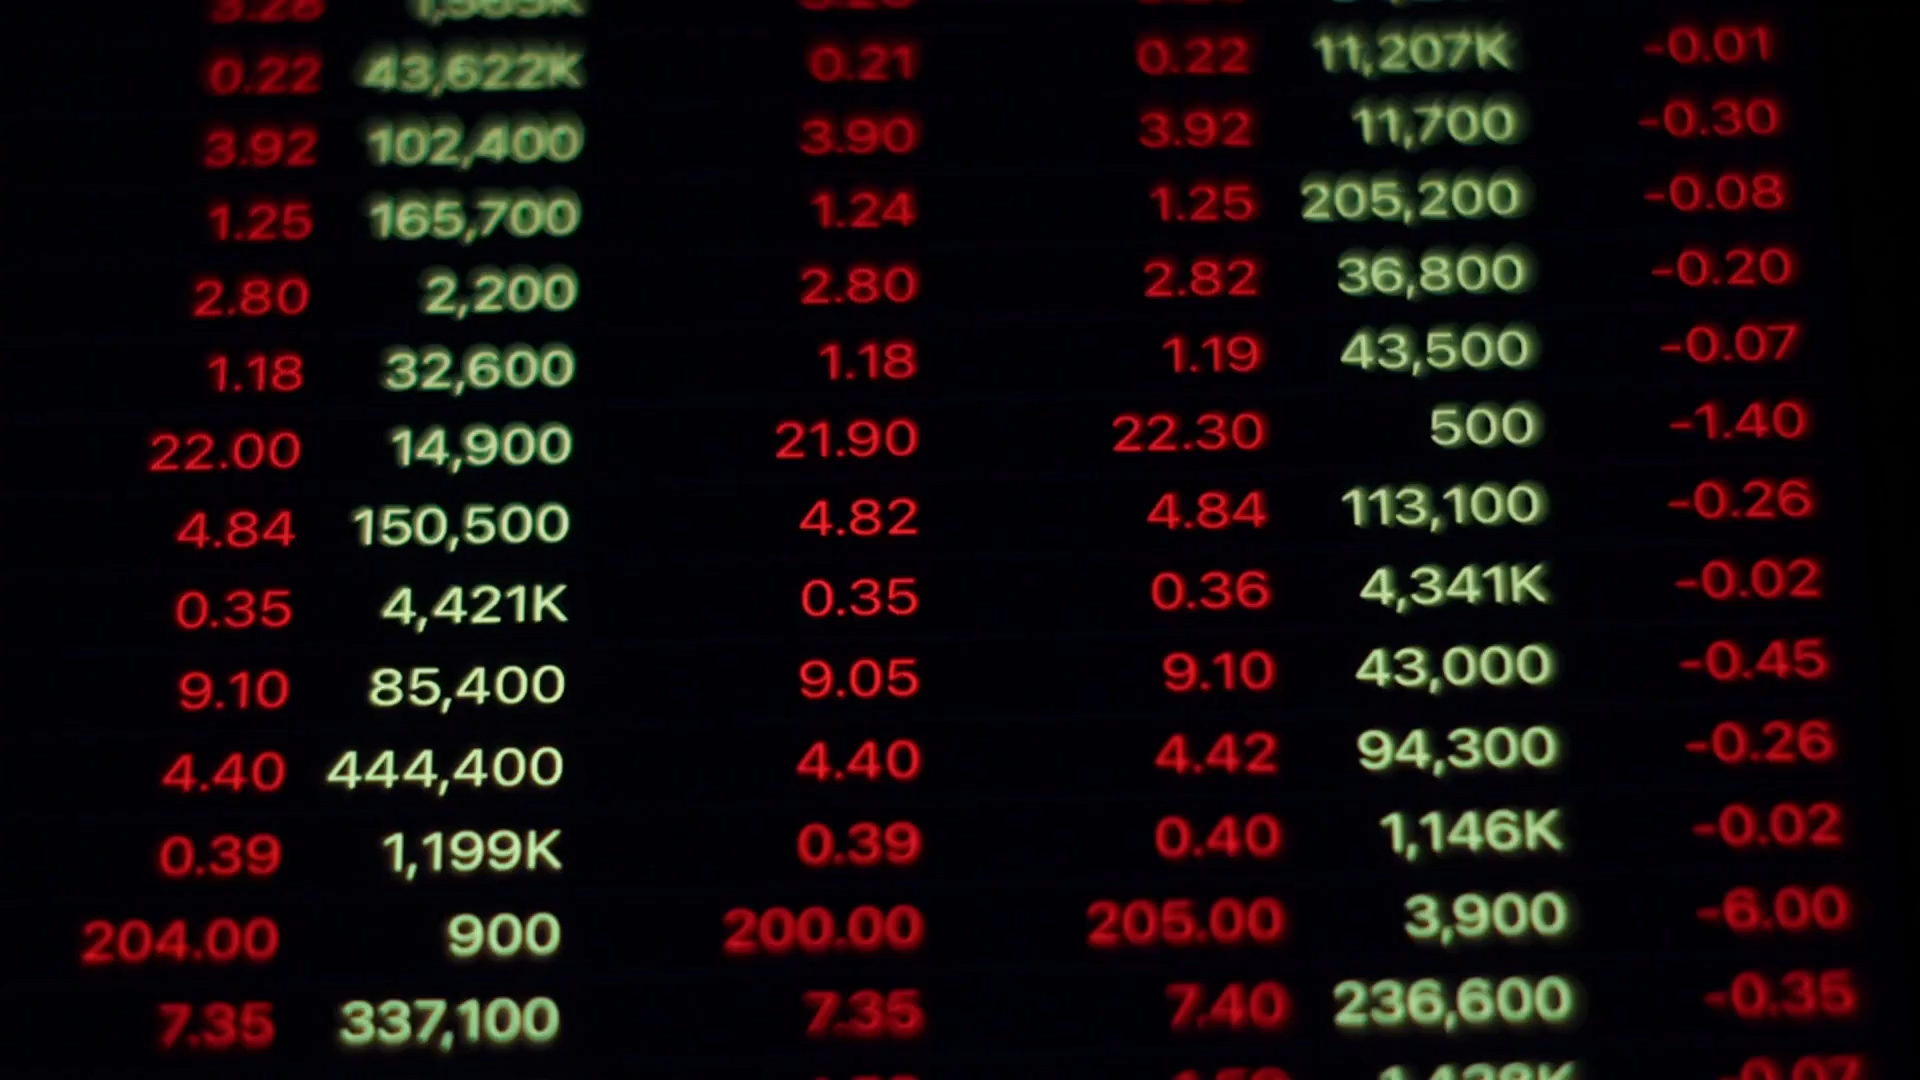 0.22 43,622K 0.21 0.22 11,207K -0.01
3.92 102,400 3.90 3.92 11,700 -0.30
1.25 165,700 1.24 1.25 205,200 -0.08
2.80 2,200 2.80 2.82 36,800 -0.20
1.18 32,600 1.18 1.19 43,500 -0.07
22.00 14,900 21.90 22.30 500 -1.40
4.84 150,500 4.82 4.84 113,100 -0.26
0.35 4,421K 0.35 0.36 4,341K -0.02
9.10 85,400 9.05 9.10 43,000 -0.45
4.40 444,400 4.40 4.42 94,300 -0.26
0.39 1,199K 0.39 0.40 1,146K -0.02
204.00 900 200.00 205.00 3,900 -6.00
7.35 337,100 7.35 7.40 236,600 -0.35